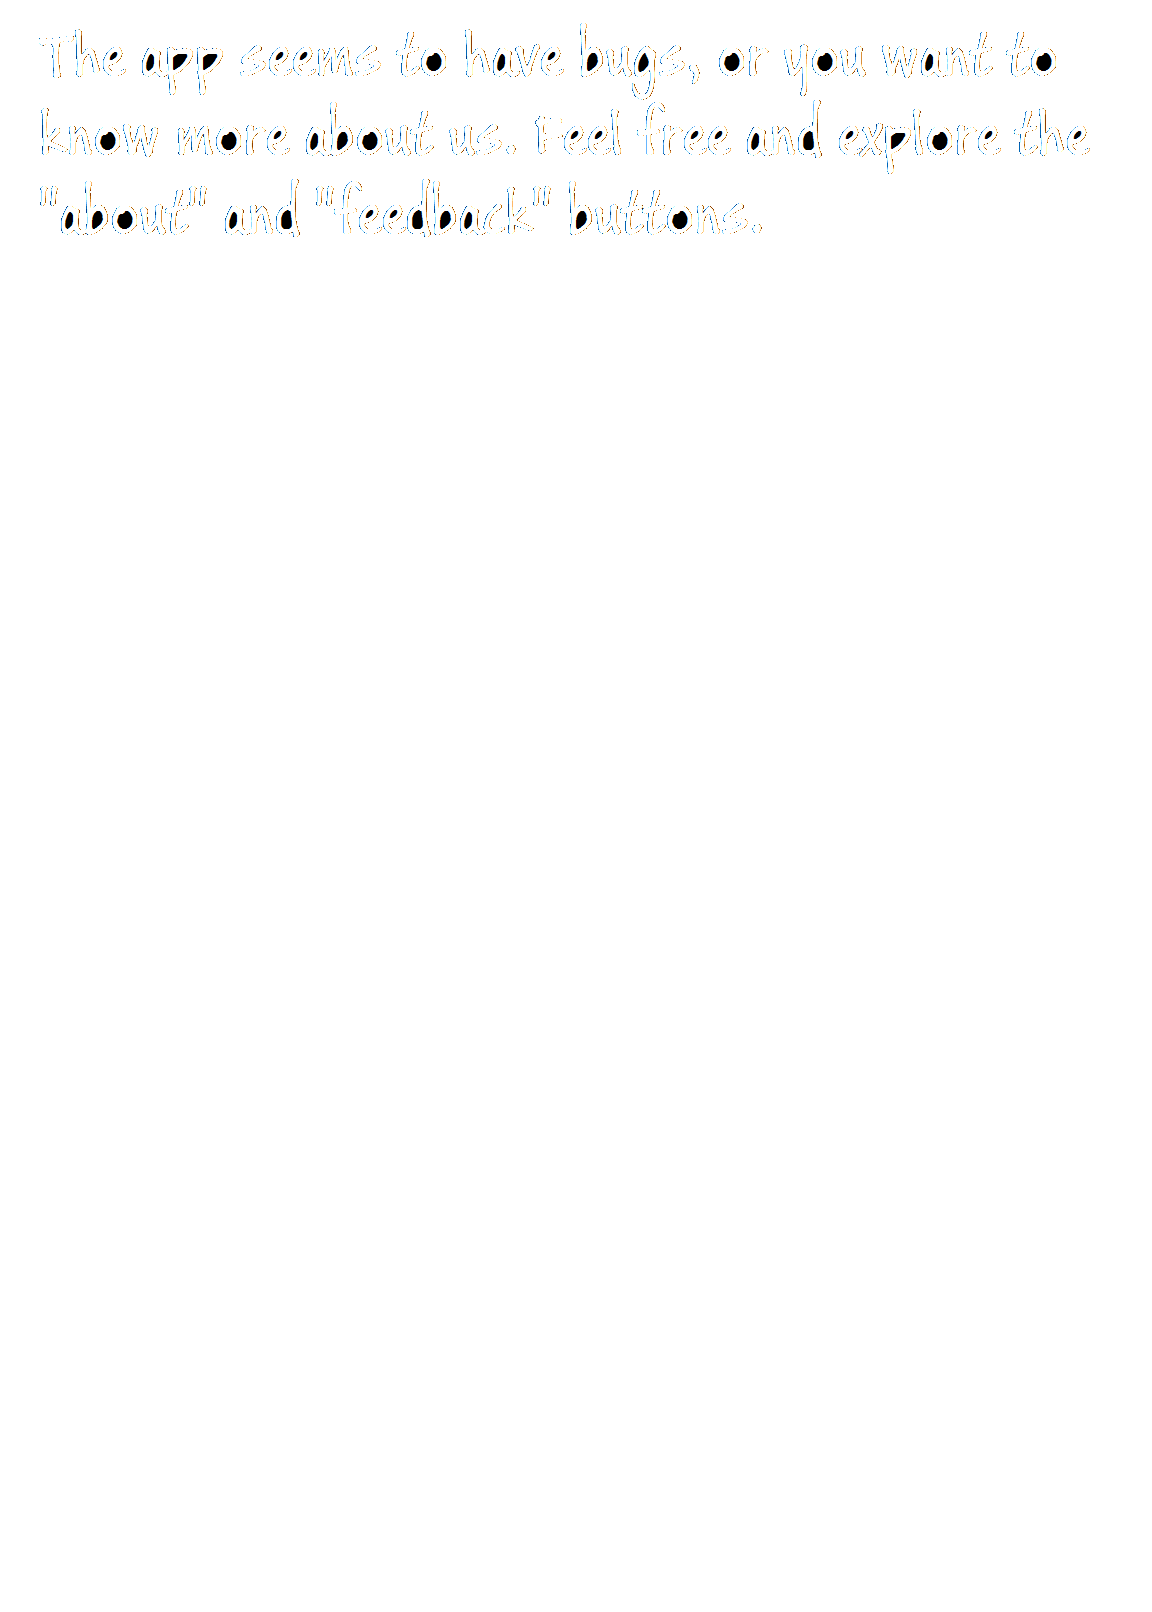 The app seems to have bugs, or you want to
know more about us. Feel free and explore the
"about" and "feedback" buttons.